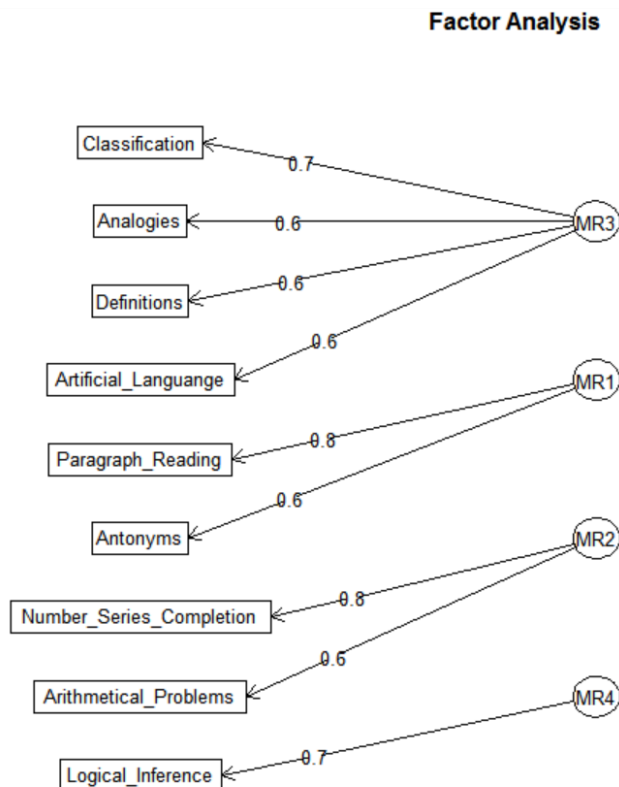 Factor Analysis
Classification
0.7
Analogies
0.6
MR3
Definitions
0.6
0.6
Artificial_Languange
MR1
Paragraph_Reading
0.8
0.6
Antonyms
MR2
Number_Series_Completion
0.8
0.6
Arithmetical_Problems
MR4
0.7
Logical_Inference